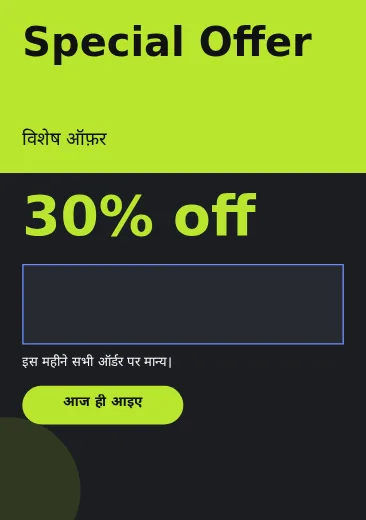 Special Offer
विशेष ऑफ़र
30% off
इस महीने सभी ऑर्डर पर मान्य।
आज ही आइए